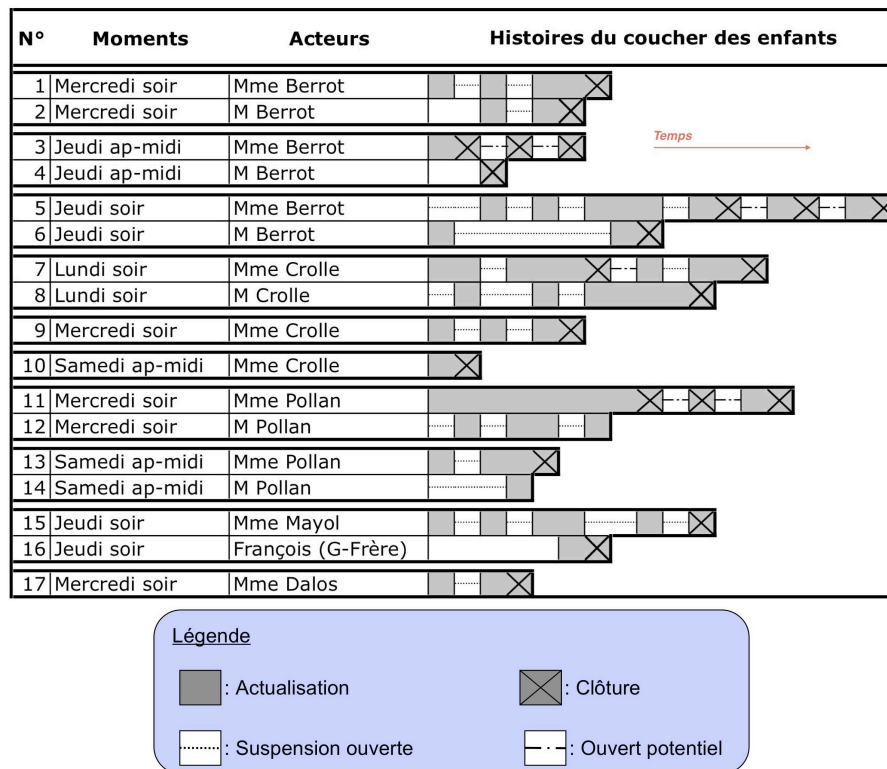 N° Moments Acteurs Histoires du coucher des enfants
1 Mercredi soir Mme Berrot
2 Mercredi soir M Berrot
3 Jeudi ap-midi Mme Berrot Temps
4 Jeudi ap-midi M Berrot
5 Jeudi soir Mme Berrot
6 Jeudi soir M Berrot
7 Lundi soir Mme Crolle
8 Lundi soir M Crolle
9 Mercredi soir Mme Crolle
10 Samedi ap-midi Mme Crolle
11 Mercredi soir Mme Pollan
12 Mercredi soir M Pollan
13 Samedi ap-midi Mme Pollan
14 Samedi ap-midi M Pollan
15 Jeudi soir Mme Mayol
16 Jeudi soir François (G-Frère)
17 Mercredi soir Mme Dalos
Légende
: Actualisation : Clôture
: Suspension ouverte : Ouvert potentiel